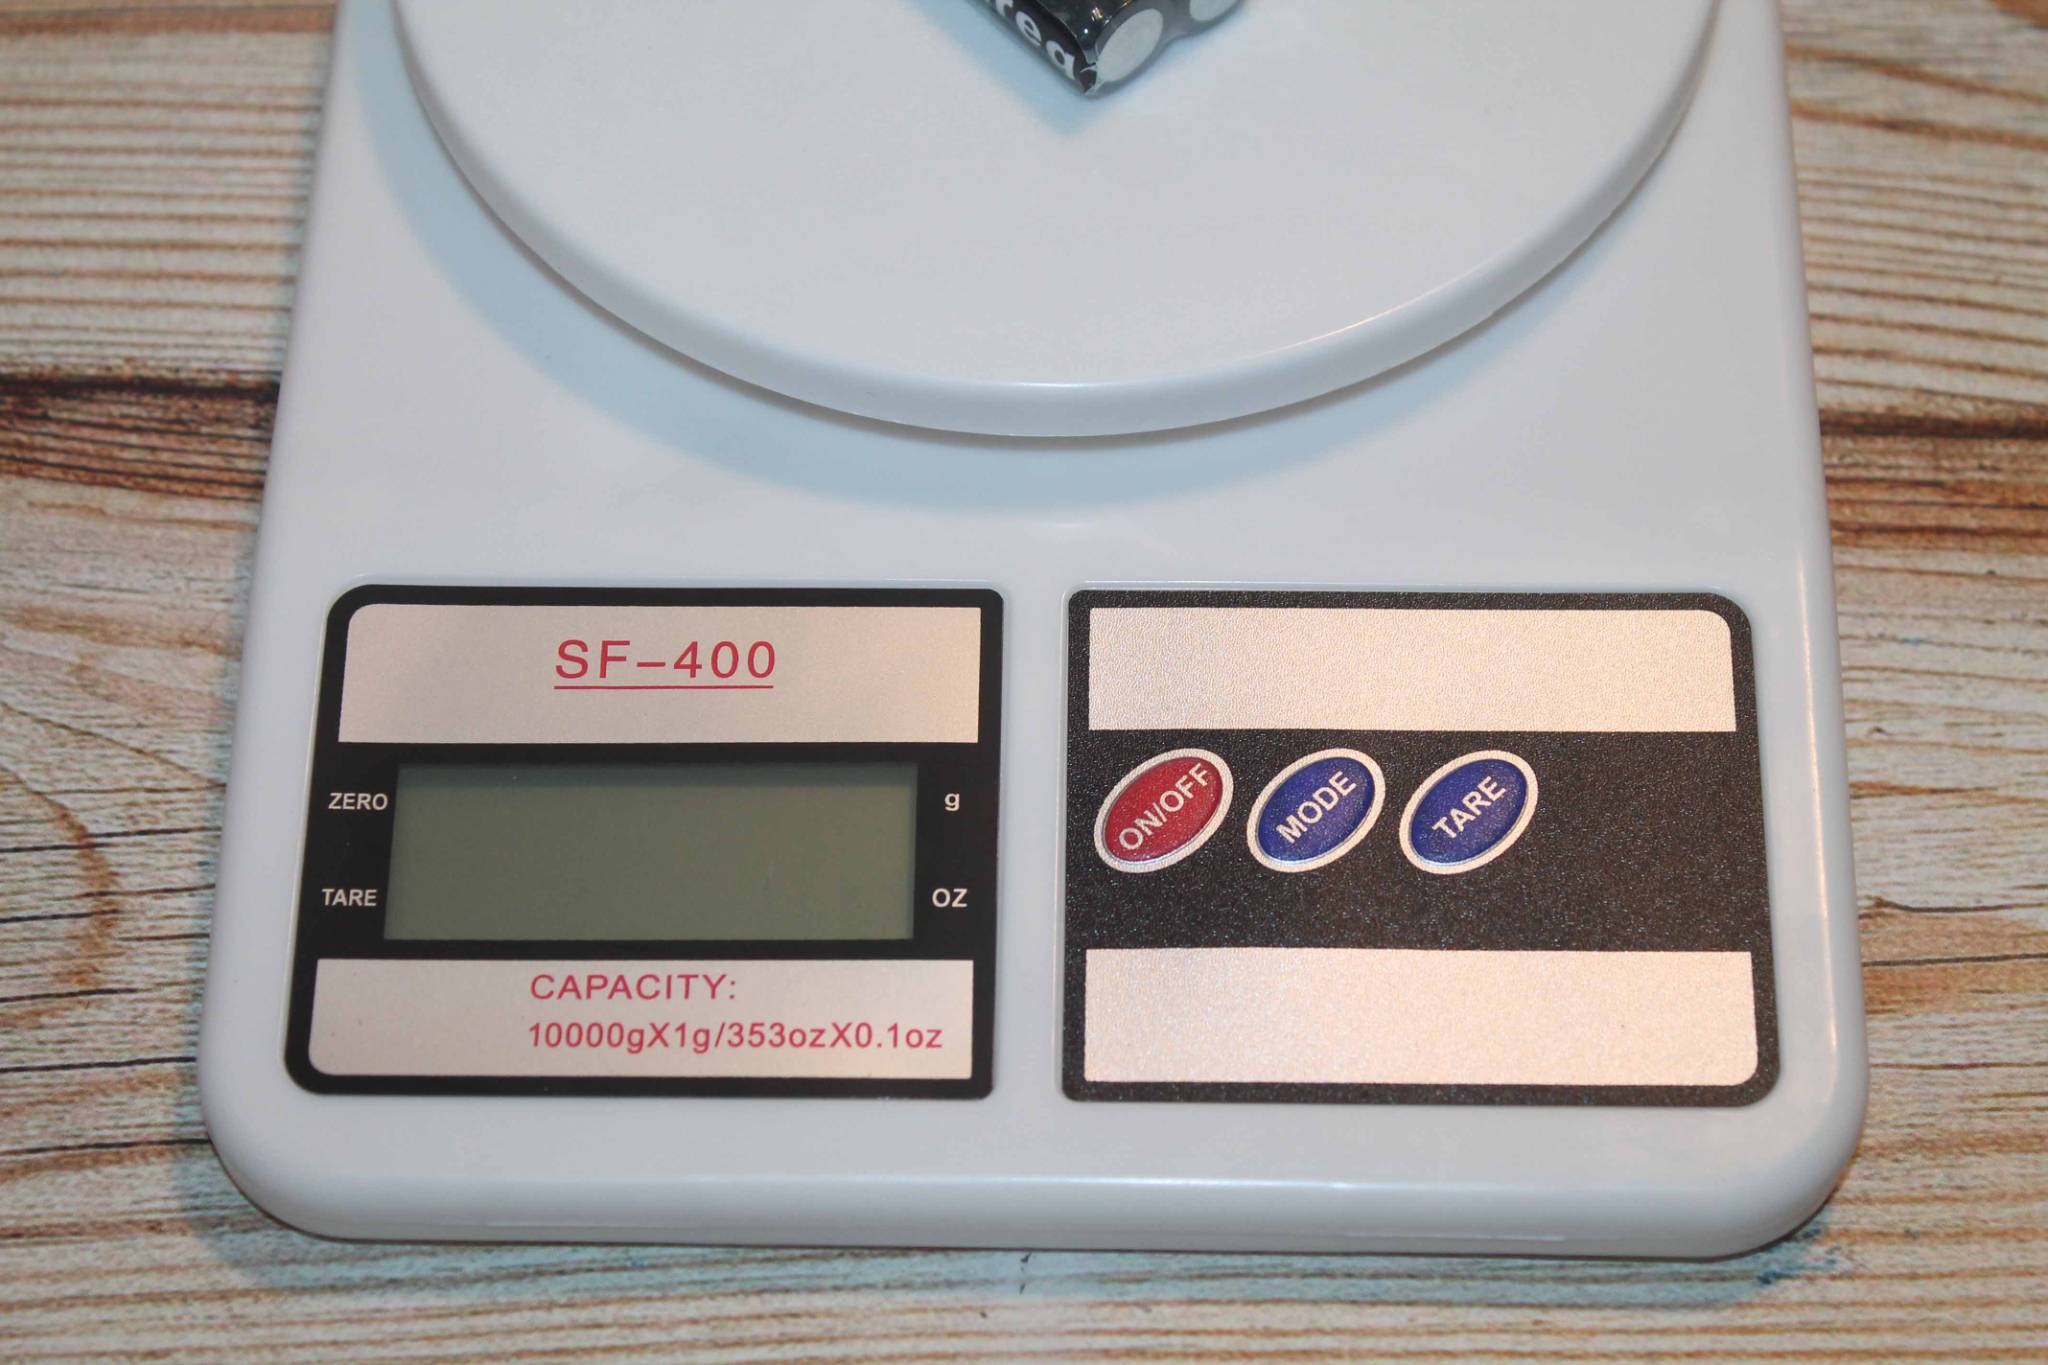 SF-400
ZERO
g
TARE
OZ
CAPACITY:
10000gX1g/353ozX0.1oz
ON/OFF
MODE
TARE